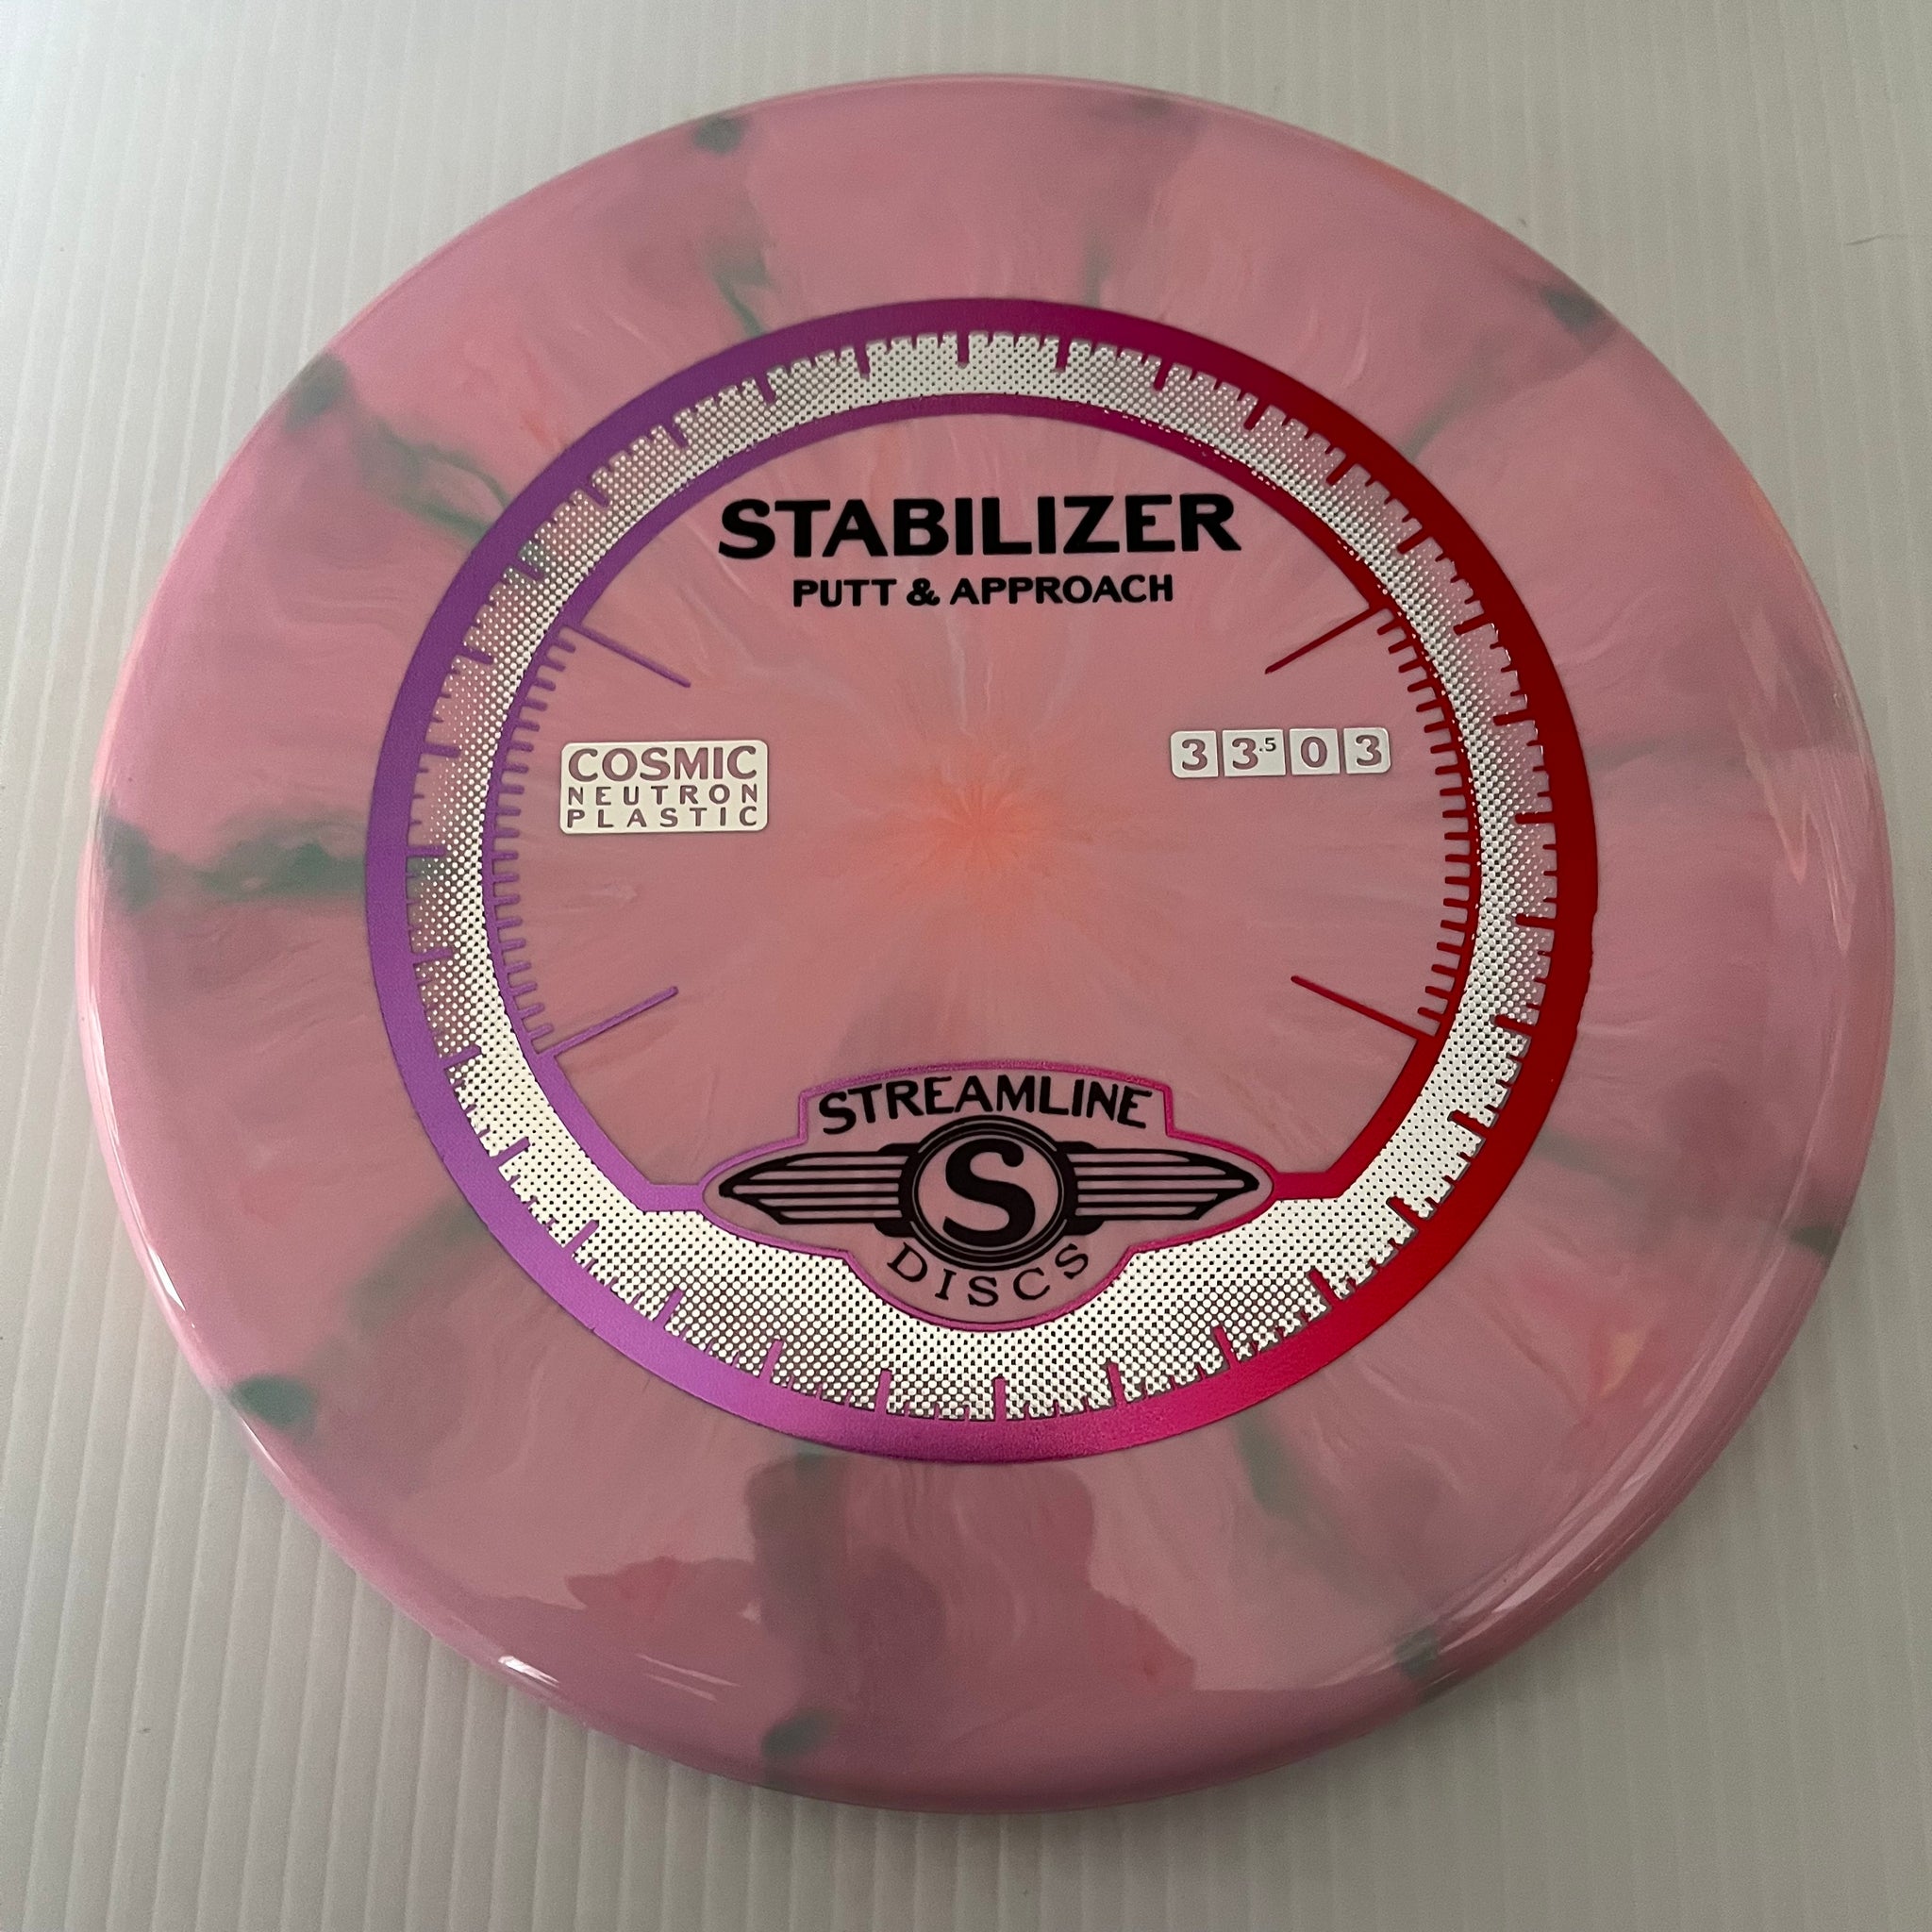 STABILIZER
PUTT & APPROACH
COSMIC
NEUTRON
PLASTIC
3 3.5 0 3
STREAMLINE
S
DISCS